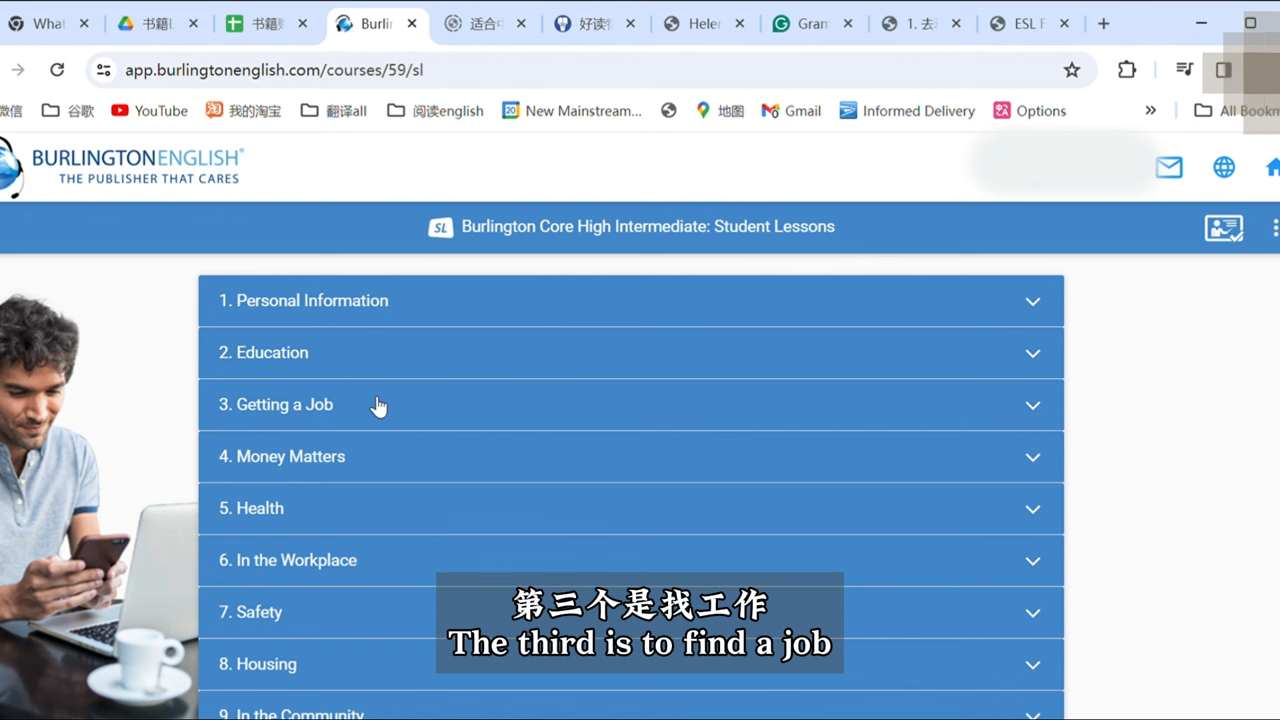 What
书籍L
书籍
Burlin
适合
好读
Helen
Gran
1. 去
ESL F
app.burlingtonenglish.com/courses/59/sl
微信
谷歌
YouTube
我的淘宝
翻译all
阅读english
New Mainstream...
地图
Gmail
Informed Delivery
Options
All Bookn
BURLINGTONENGLISH®
THE PUBLISHER THAT CARES
SL Burlington Core High Intermediate: Student Lessons
1. Personal Information
2. Education
3. Getting a Job
4. Money Matters
5. Health
6. In the Workplace
7. Safety
8. Housing
9. In the Community
第三个是找工作
The third is to find a job